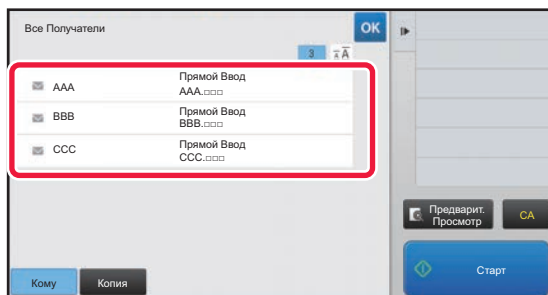 Все Получатели
OK
3
AA
AAA
Прямой Ввод
AAA.□□□
BBB
Прямой Ввод
BBB.□□□
CCC
Прямой Ввод
CCC.□□□
Предварит.
Просмотр
CA
Старт
Кому
Копия